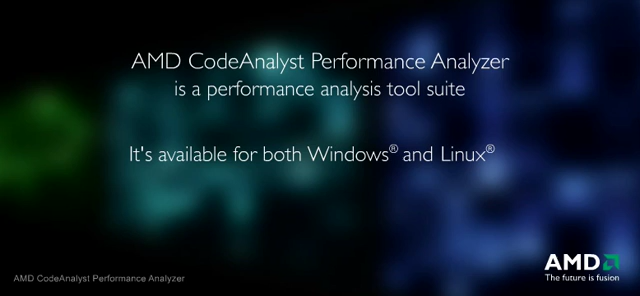 AMD CodeAnalyst Performance Analyzer
is a performance analysis tool suite
It's available for both Windows® and Linux®
AMD CodeAnalyst Performance Analyzer
AMD
The future is fusion